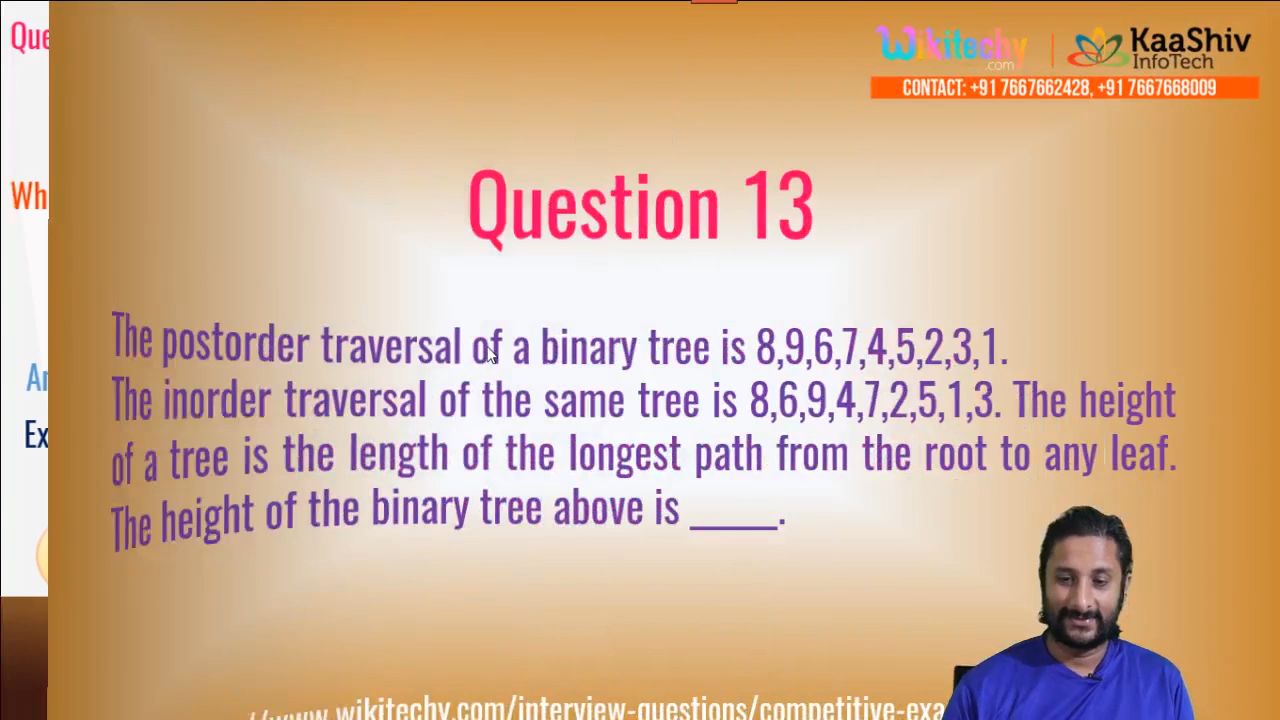 Que
Wikitechy
.com
KaaShiv
InfoTech
CONTACT: +91 7667662428, +91 7667668009
Question 13
Wh
The postorder traversal of a binary tree is 8,9,6,7,4,5,2,3,1.
The inorder traversal of the same tree is 8,6,9,4,7,2,5,1,3. The height
of a tree is the length of the longest path from the root to any leaf.
The height of the binary tree above is _____.
An
Ex
//www.wikitechy.com/interview-questions/competitive-exa